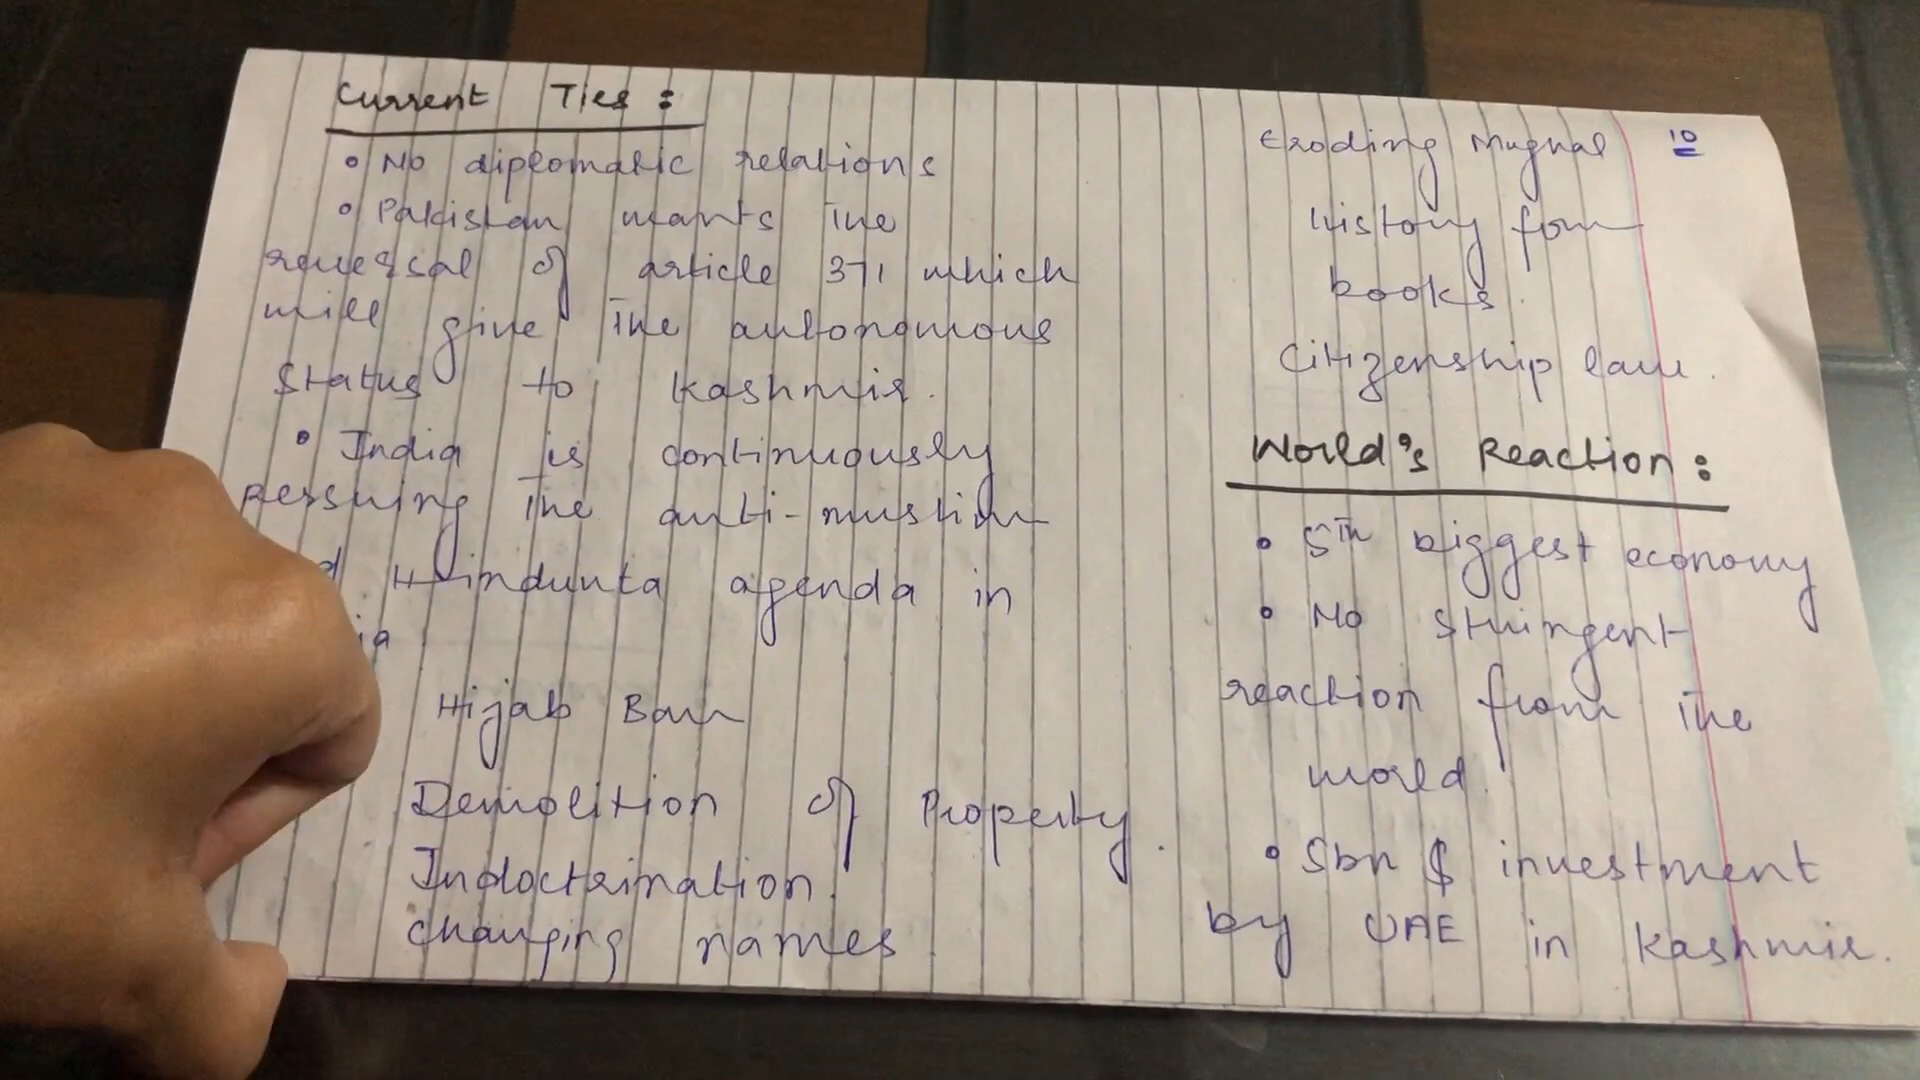 Current Ties :
• No diplomatic relations
• Pakistan wants the
reversal of article 371 which
will give the autonomous
status to Kashmir.
• India is continuously
the anti-muslim
agenda in
Hijab Ban
Demolition of Property.
Indoctrination.
changing names
10
Eroding Mughal
history from
books.
Citizenship law.
World's Reaction :
• 5th biggest economy
• No stringent
reaction from the
world.
• 5bn $ investment
by UAE in Kashmir.